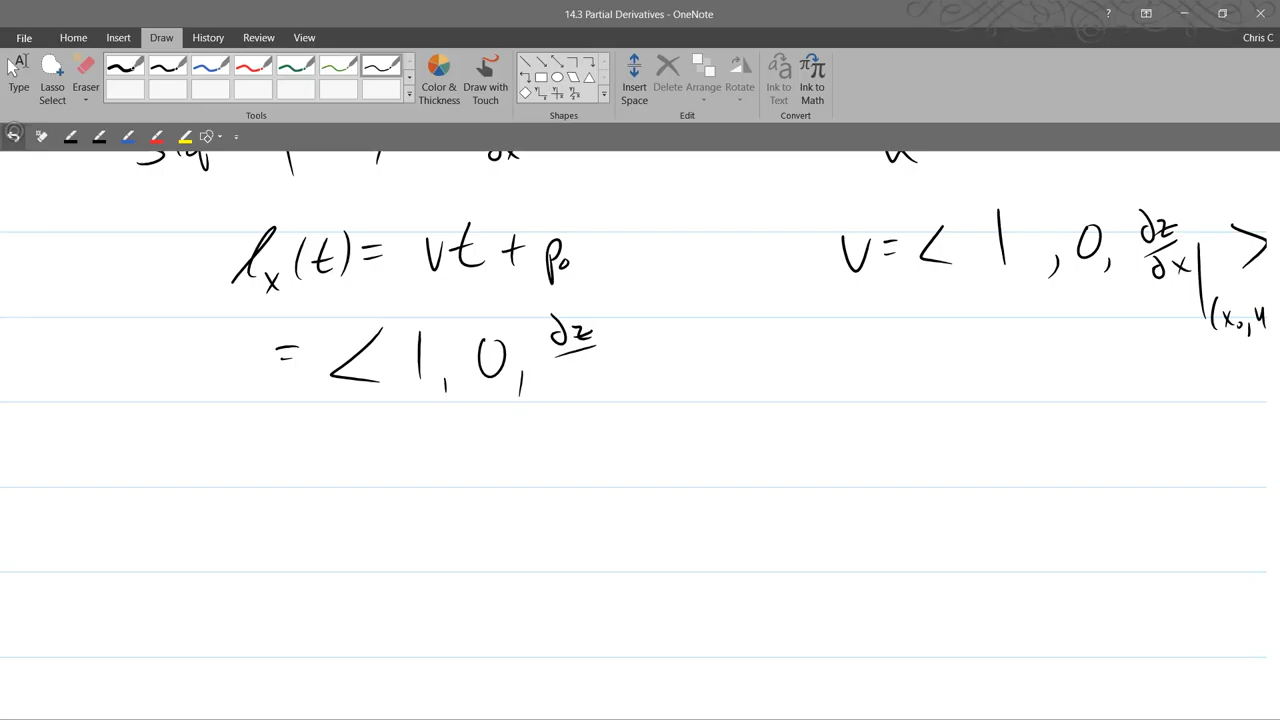 14.3 Partial Derivatives - OneNote
File Home Insert Draw History Review View
Chris C
Type Lasso Select Eraser
Color & Thickness Draw with Touch
Insert Space Delete Arrange Rotate Ink to Text Ink to Math
Tools Shapes Edit Convert
∂x
ℓₓ(t) = vt + p₀
v = < 1, 0, ∂z/∂x | >
(x₀, y
= < 1, 0, ∂z